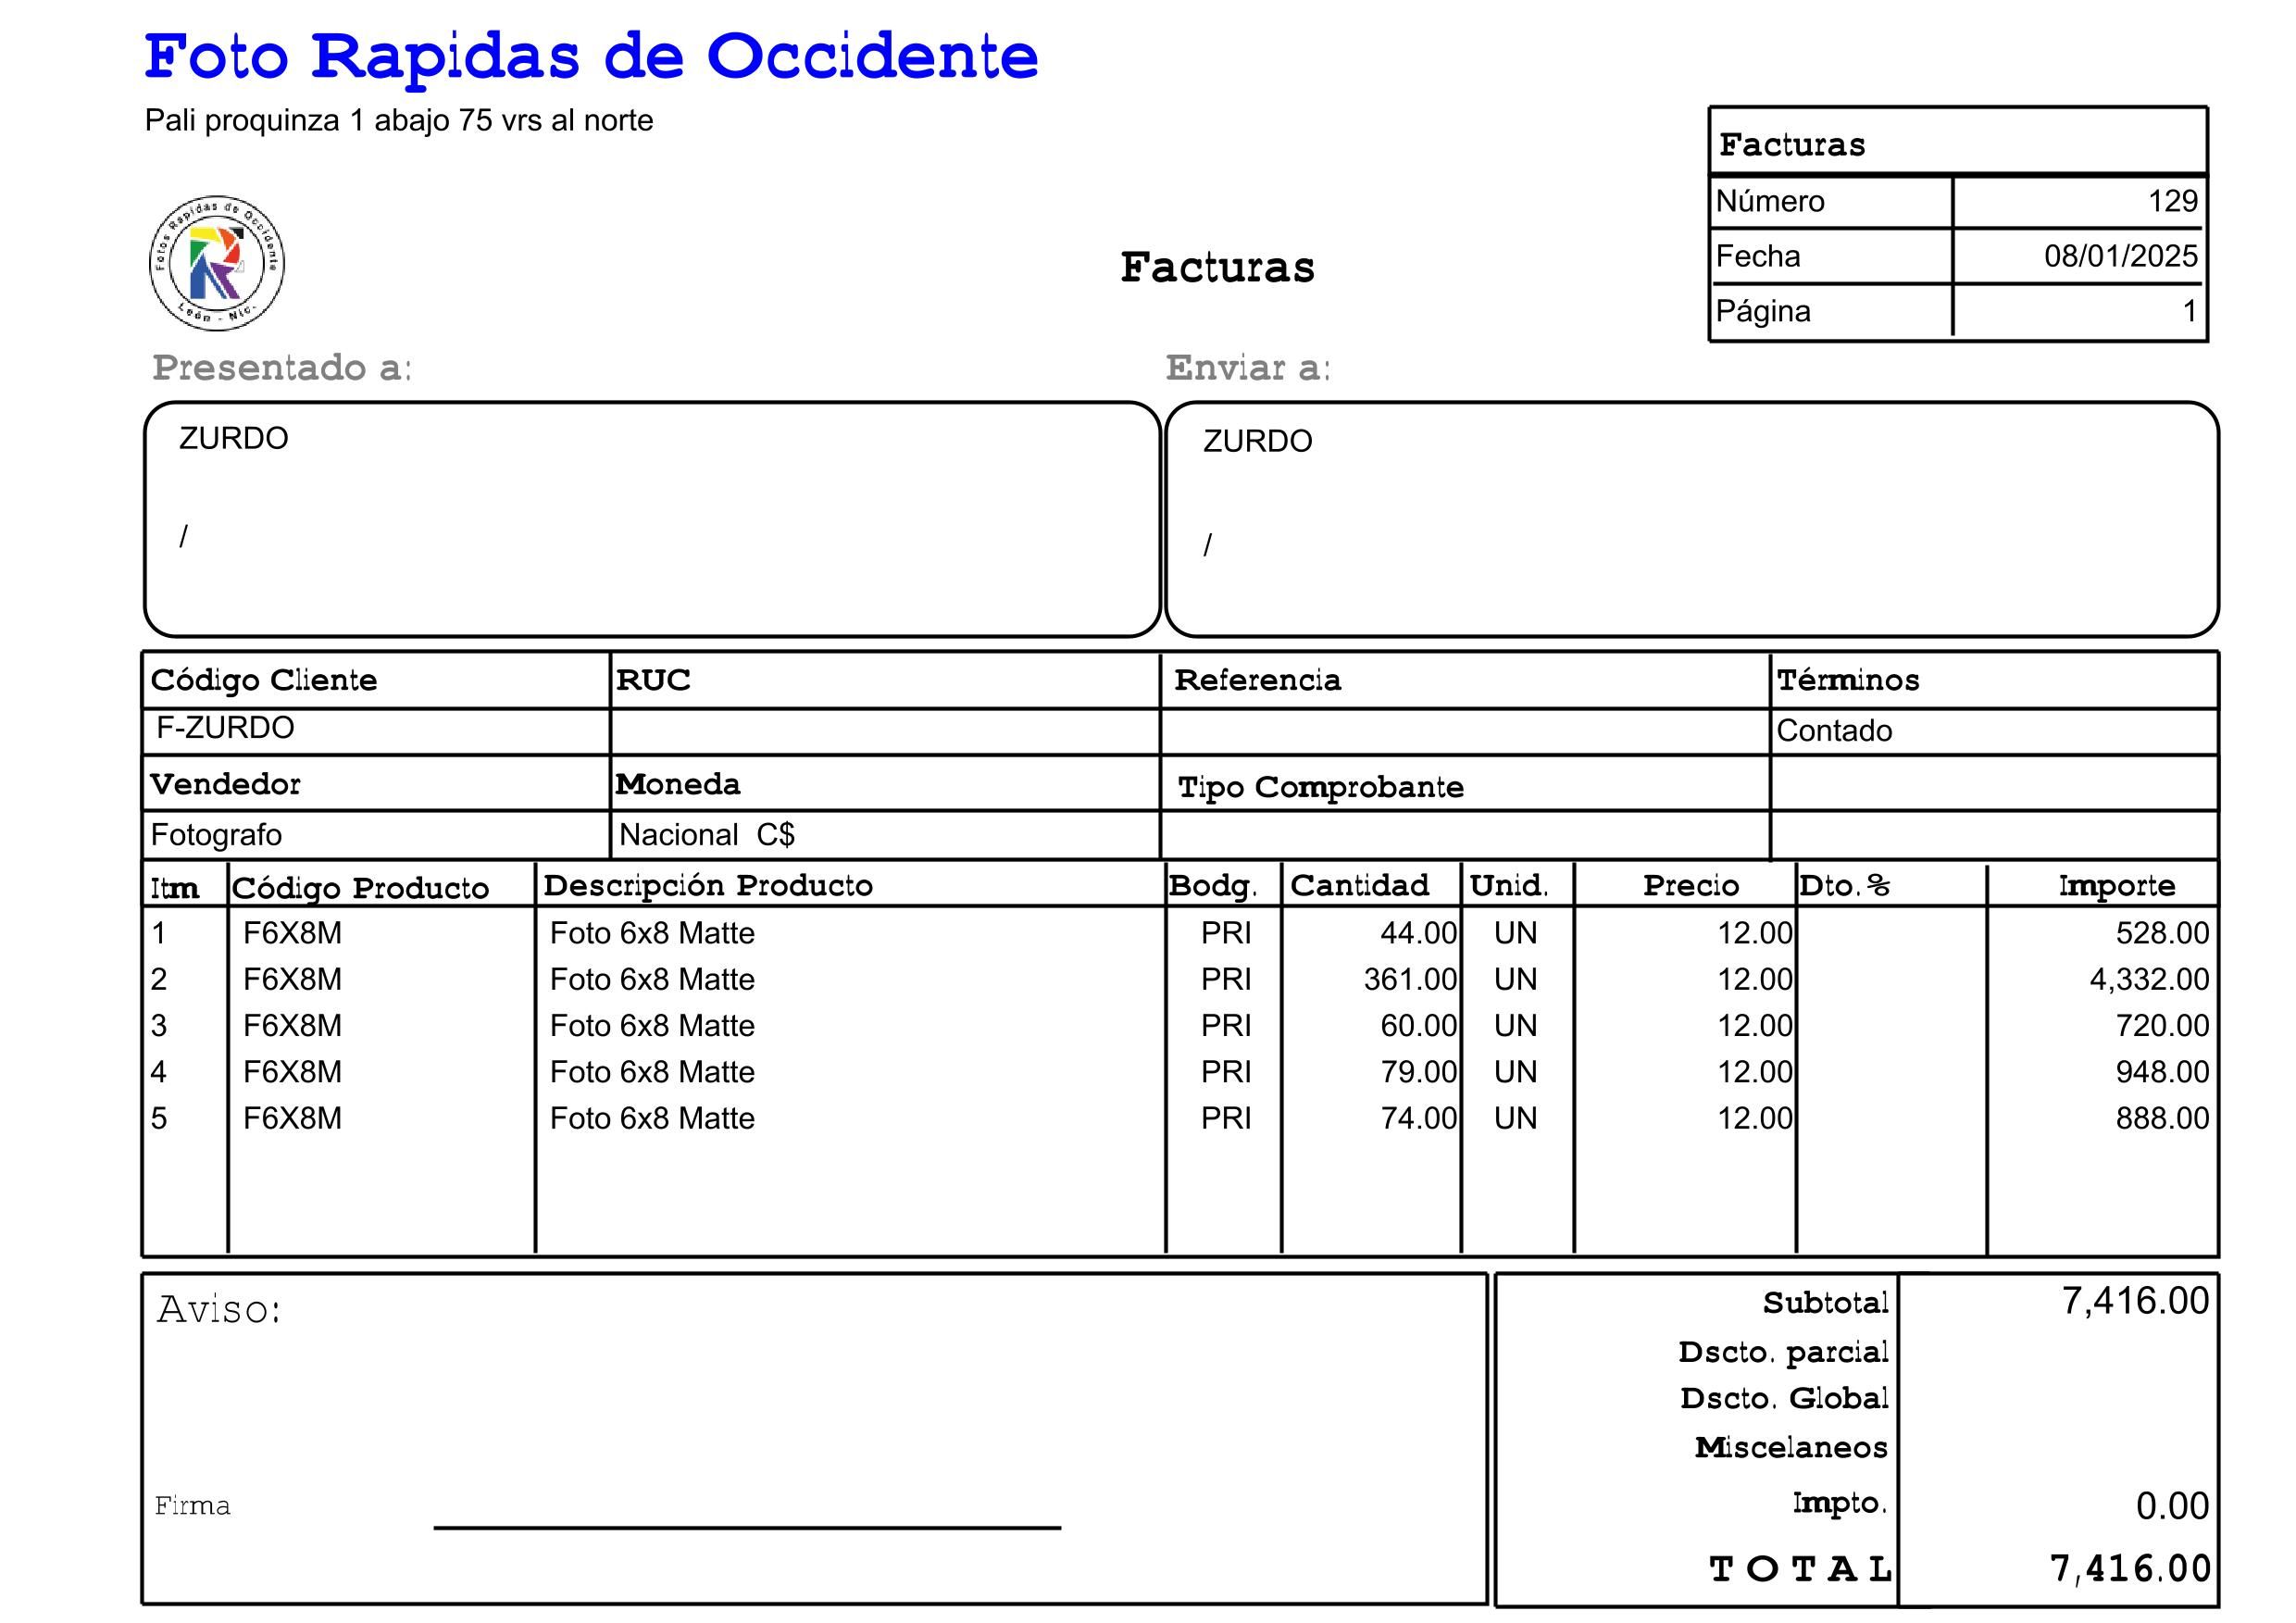 Foto Rapidas de Occidente
Pali proquinza 1 abajo 75 vrs al norte
Facturas
Número 129
Fecha 08/01/2025
Página 1
Fotos Rapidas de Occidente
León - Nic.
Facturas
Presentado a: Enviar a:
ZURDO ZURDO
/ /
Código Cliente RUC Referencia Términos
F-ZURDO Contado
Vendedor Moneda Tipo Comprobante
Fotografo Nacional C$
Itm Código Producto Descripción Producto Bodg. Cantidad Unid. Precio Dto.% Importe
1 F6X8M Foto 6x8 Matte PRI 44.00 UN 12.00 528.00
2 F6X8M Foto 6x8 Matte PRI 361.00 UN 12.00 4,332.00
3 F6X8M Foto 6x8 Matte PRI 60.00 UN 12.00 720.00
4 F6X8M Foto 6x8 Matte PRI 79.00 UN 12.00 948.00
5 F6X8M Foto 6x8 Matte PRI 74.00 UN 12.00 888.00
Aviso:
Subtotal 7,416.00
Dscto. parcial
Dscto. Global
Miscelaneos
Firma
Impto. 0.00
TOTAL 7,416.00